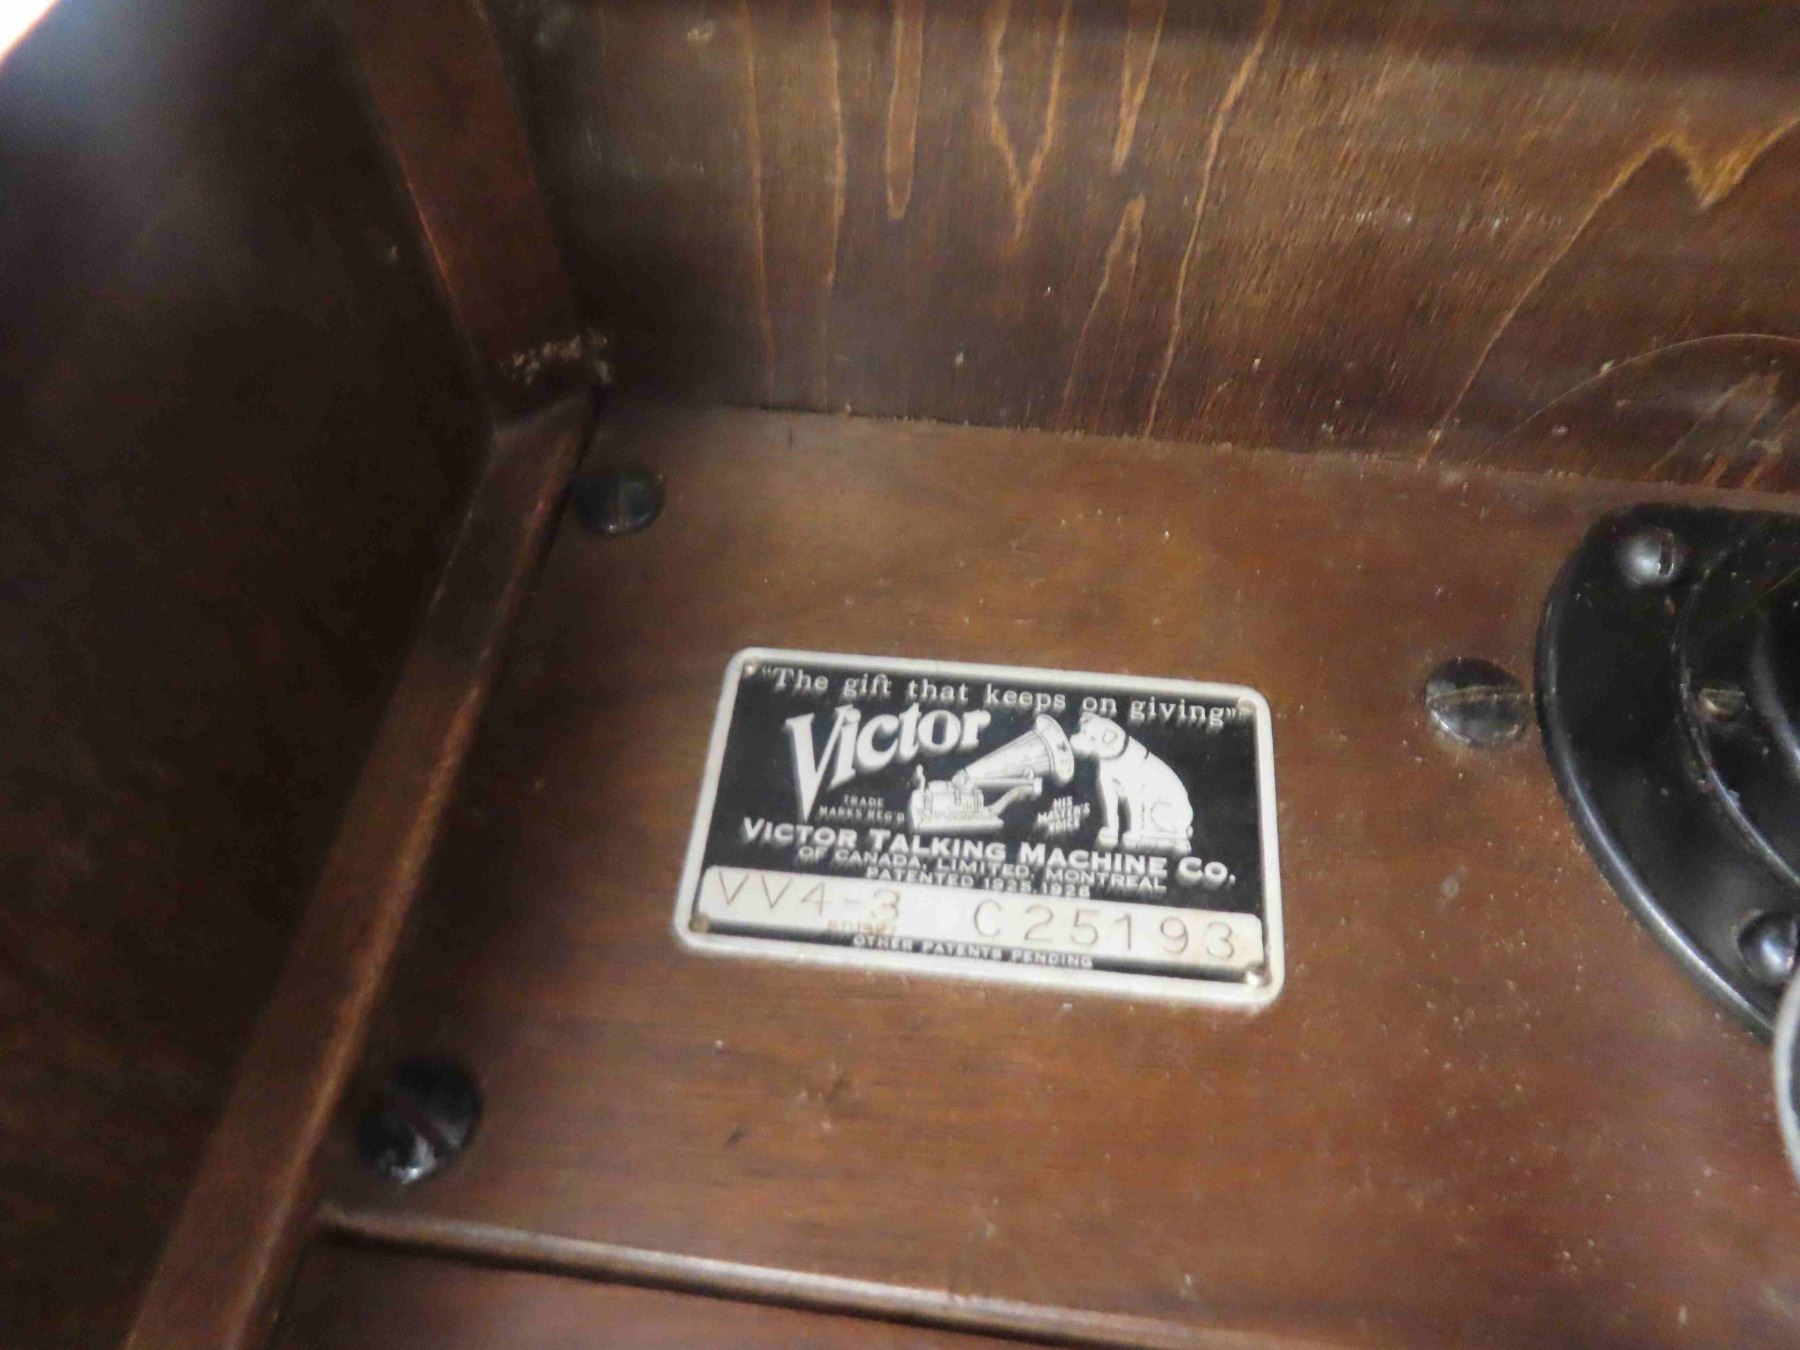 "The gift that keeps on giving"
Victor
TRADE
MARKS REG'D
HIS
MASTER'S
VOICE
VICTOR TALKING MACHINE CO.
OF CANADA, LIMITED, MONTREAL
PATENTED 1925, 1926
VV4-3 C25193
OTHER PATENTS PENDING